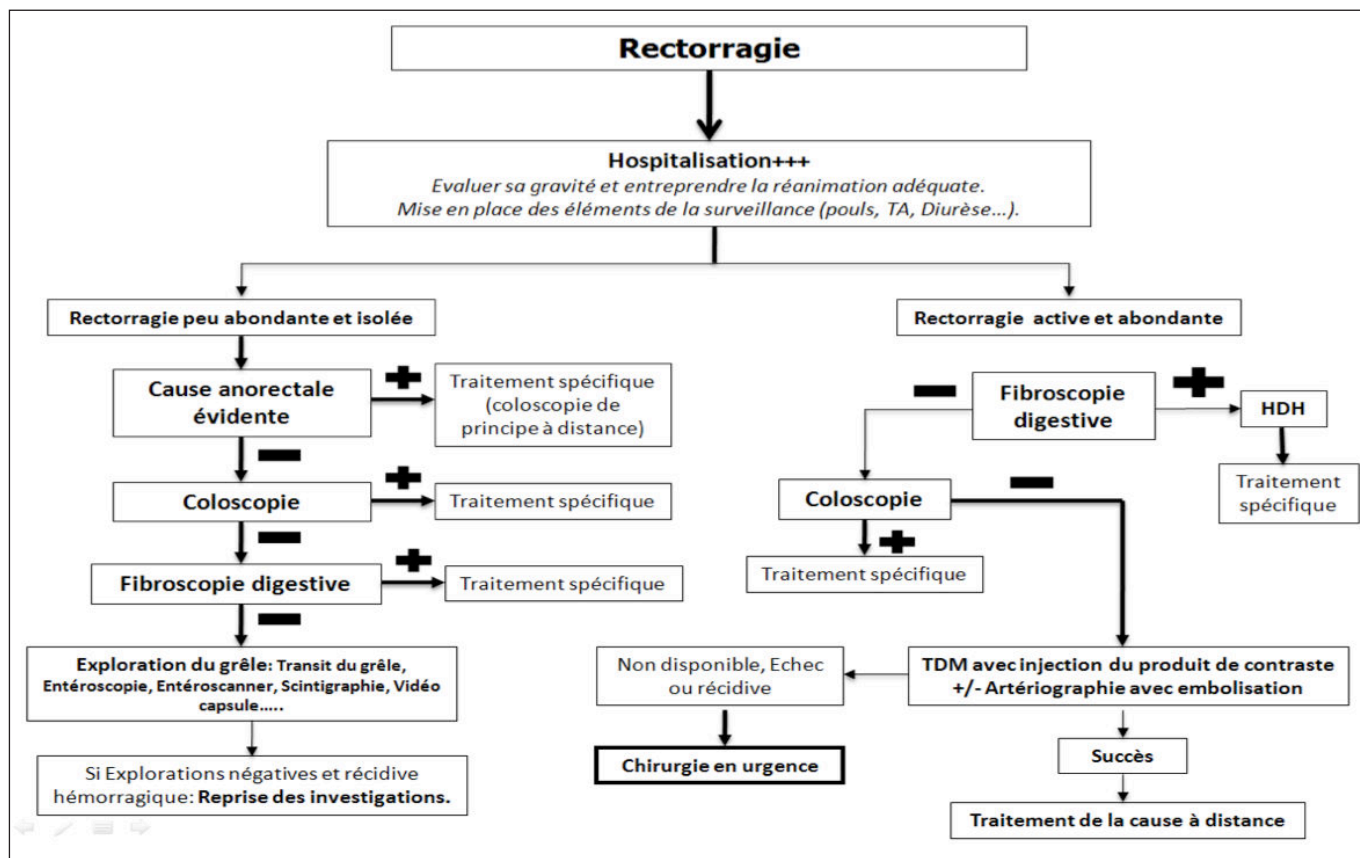 Rectorragie
Hospitalisation+++
Evaluer sa gravité et entreprendre la réanimation adéquate.
Mise en place des éléments de la surveillance (pouls, TA, Diurèse...).
Rectorragie peu abondante et isolée
Rectorragie active et abondante
Cause anorectale
évidente
+
Traitement spécifique
(coloscopie de
principe à distance)
−
Coloscopie
+
Traitement spécifique
−
Fibroscopie digestive
+
Traitement spécifique
−
Exploration du grêle: Transit du grêle,
Entéroscopie, Entéroscanner, Scintigraphie, Vidéo
capsule.....
Si Explorations négatives et récidive
hémorragique: Reprise des investigations.
−
Fibroscopie
digestive
+
HDH
Traitement
spécifique
Coloscopie
−
+
Traitement spécifique
TDM avec injection du produit de contraste
+/- Artériographie avec embolisation
Non disponible, Echec
ou récidive
Chirurgie en urgence
Succès
Traitement de la cause à distance